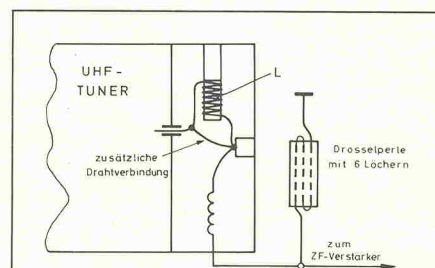 UHF-
TUNER
L
zusätzliche
Drahtverbindung
Drosselperle
mit 6 Löchern
zum
ZF-Verstärker